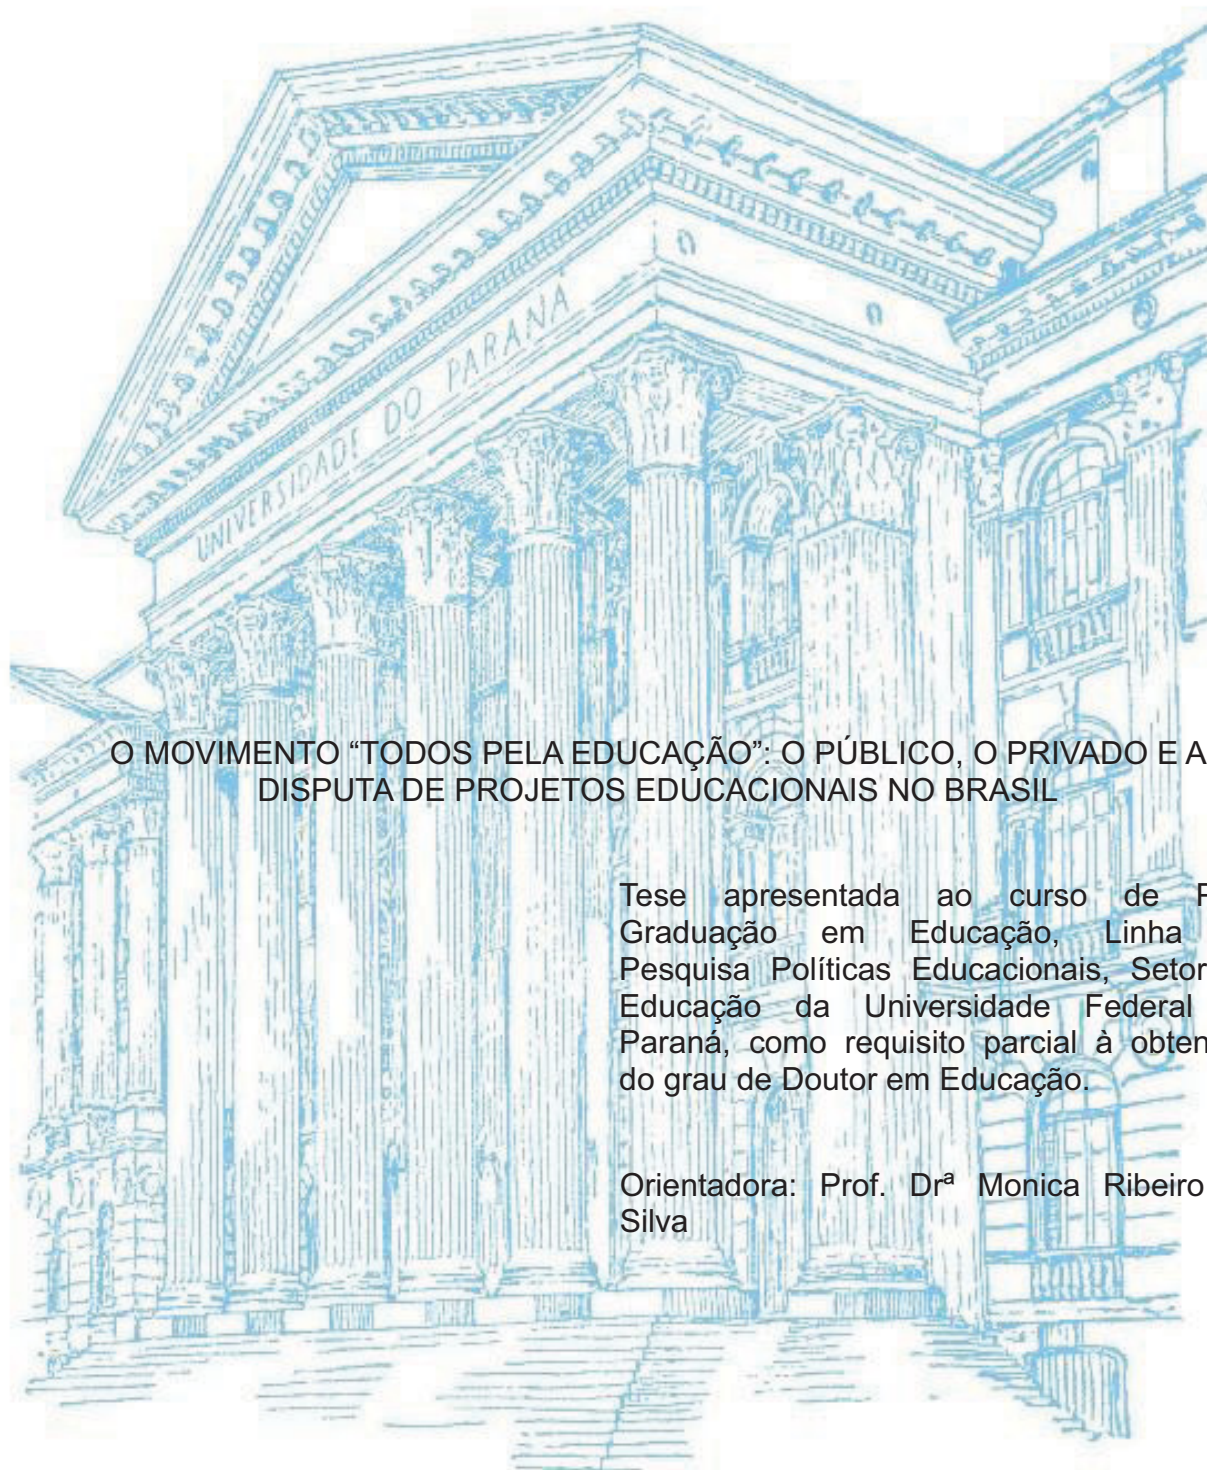 UNIVERSIDADE DO PARANÁ
O MOVIMENTO “TODOS PELA EDUCAÇÃO”: O PÚBLICO, O PRIVADO E A
DISPUTA DE PROJETOS EDUCACIONAIS NO BRASIL
Tese apresentada ao curso de
Graduação em Educação, Linha
Pesquisa Políticas Educacionais, Setor
Educação da Universidade Federal
Paraná, como requisito parcial à
do grau de Doutor em Educação.
Orientadora: Prof. Drª Monica Ribeiro
Silva